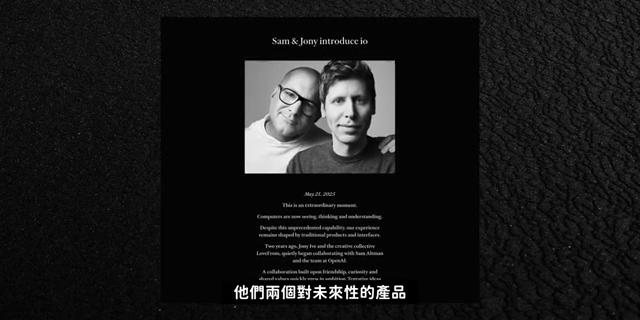 Sam & Jony introduce io
May 21, 2025
This is an extraordinary moment.
Computers are now seeing, thinking and understanding.
Despite this unprecedented capability, our experience
remains shaped by traditional products and interfaces.
Two years ago, Jony Ive and the creative collective
LoveFrom, quietly began collaborating with Sam Altman
and the team at OpenAI.
A collaboration built upon friendship, curiosity and
shared values quickly grew in ambition. Tentative ideas
他們兩個對未來性的產品